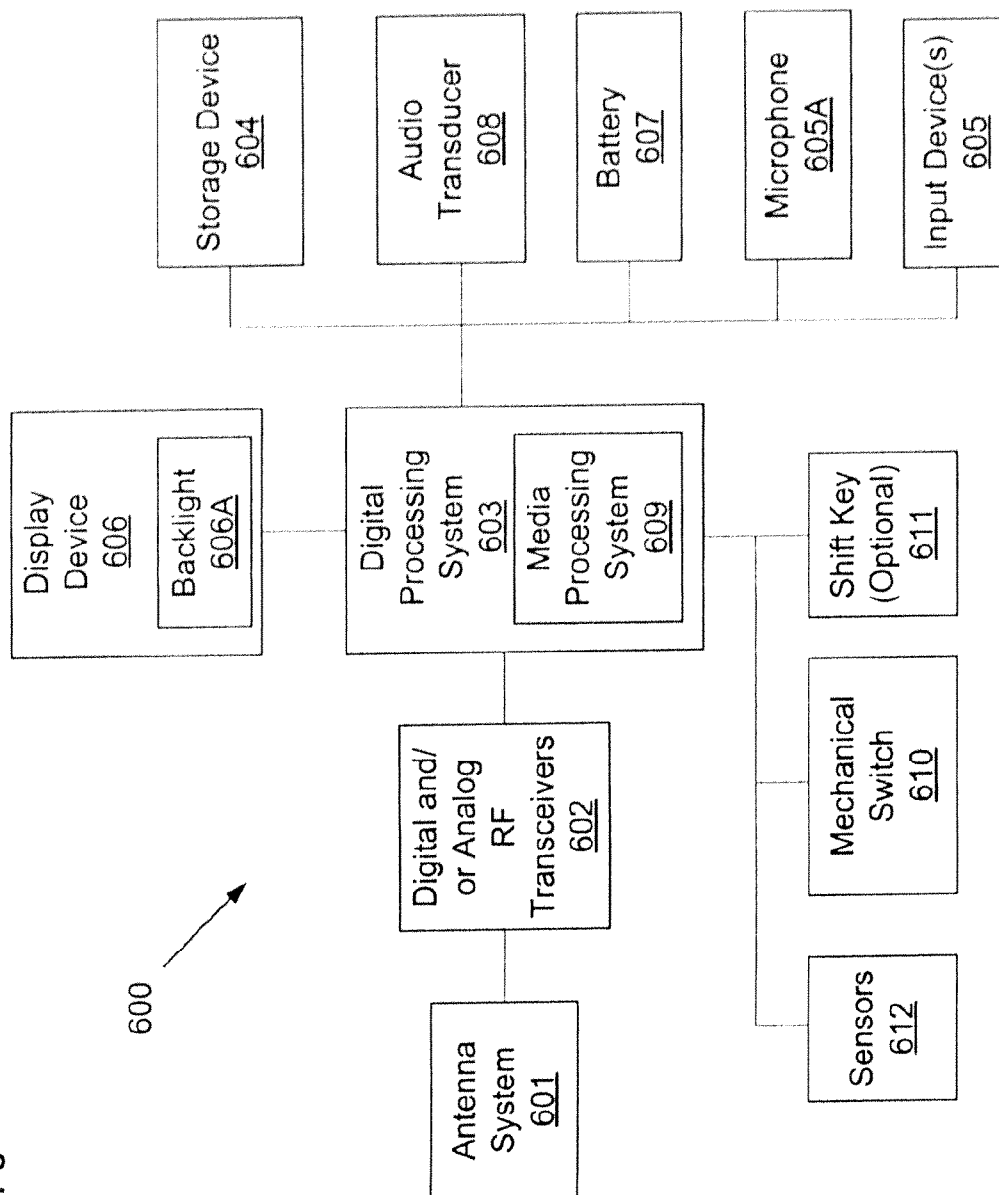 600
Display
Device
606
Backlight
606A
Antenna
System
601
Digital and/
or Analog
RF
Transceivers
602
Digital
Processing
System
603
Media
Processing
System
609
Storage Device
604
Audio
Transducer
608
Battery
607
Microphone
605A
Input Device(s)
605
Sensors
612
Mechanical
Switch
610
Shift Key
(Optional)
611